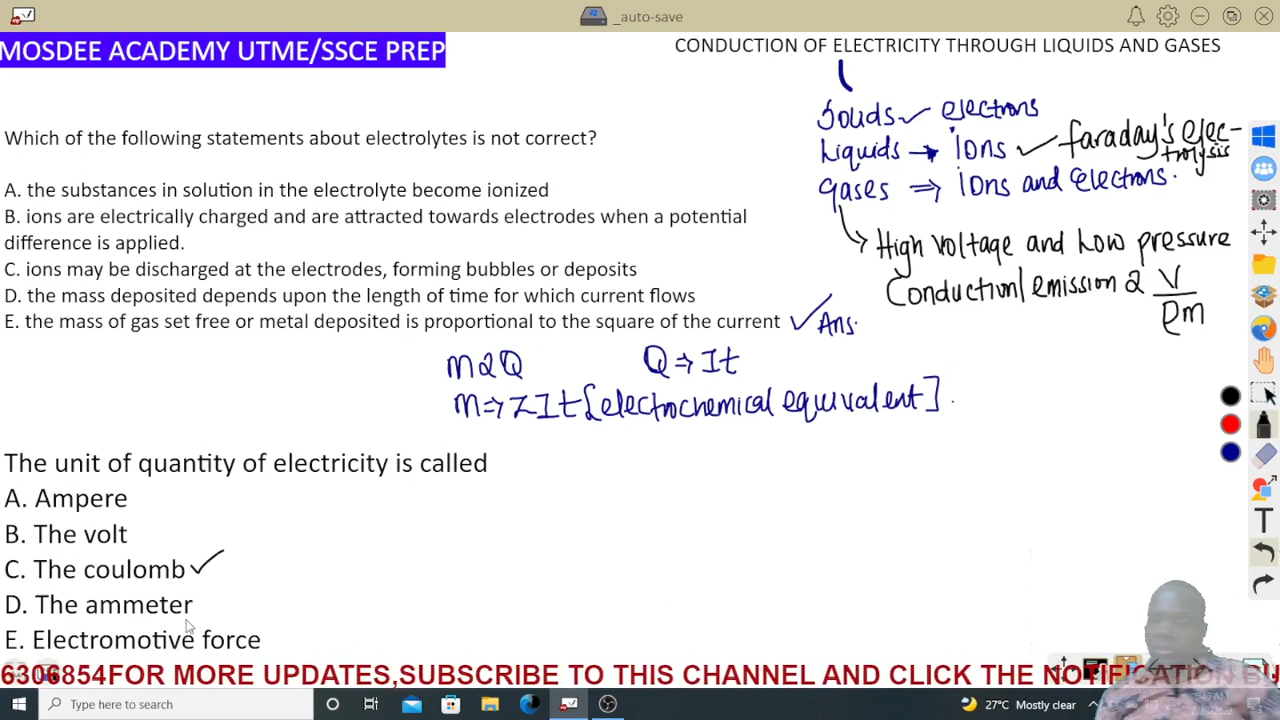 _auto-save
MOSDEE ACADEMY UTME/SSCE PREP
CONDUCTION OF ELECTRICITY THROUGH LIQUIDS AND GASES
Solids ✓ electrons
Liquids → ions ✓ faraday's elec-
trolysis
gases ⇒ ions and electrons.
High voltage and low pressure
Conduction/emission α V
Pm
Which of the following statements about electrolytes is not correct?
A. the substances in solution in the electrolyte become ionized
B. ions are electrically charged and are attracted towards electrodes when a potential
difference is applied.
C. ions may be discharged at the electrodes, forming bubbles or deposits
D. the mass deposited depends upon the length of time for which current flows
E. the mass of gas set free or metal deposited is proportional to the square of the current ✓ Ans.
m α Q Q ⇒ It
m ⇒ ZIt [electrochemical equivalent].
The unit of quantity of electricity is called
A. Ampere
B. The volt
C. The coulomb ✓
D. The ammeter
E. Electromotive force
6306854FOR MORE UPDATES,SUBSCRIBE TO THIS CHANNEL AND CLICK THE NOTIFICATION BU
Type here to search
27°C Mostly clear